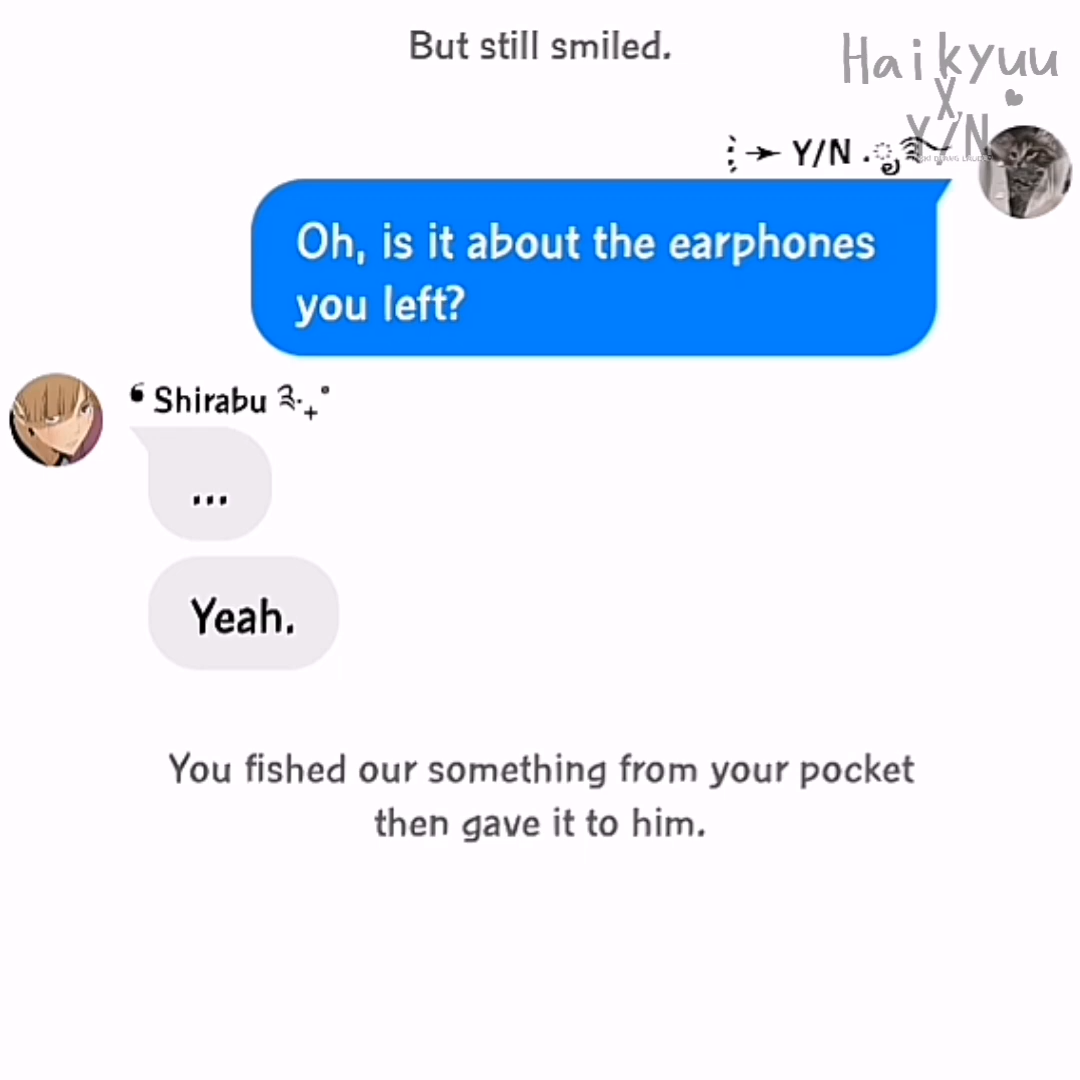 But still smiled.
Haikyuu
X
Y/N
Y/N
Oh, is it about the earphones
you left?
❛ Shirabu ༉‧₊˚
...
Yeah.
You fished our something from your pocket
then gave it to him.